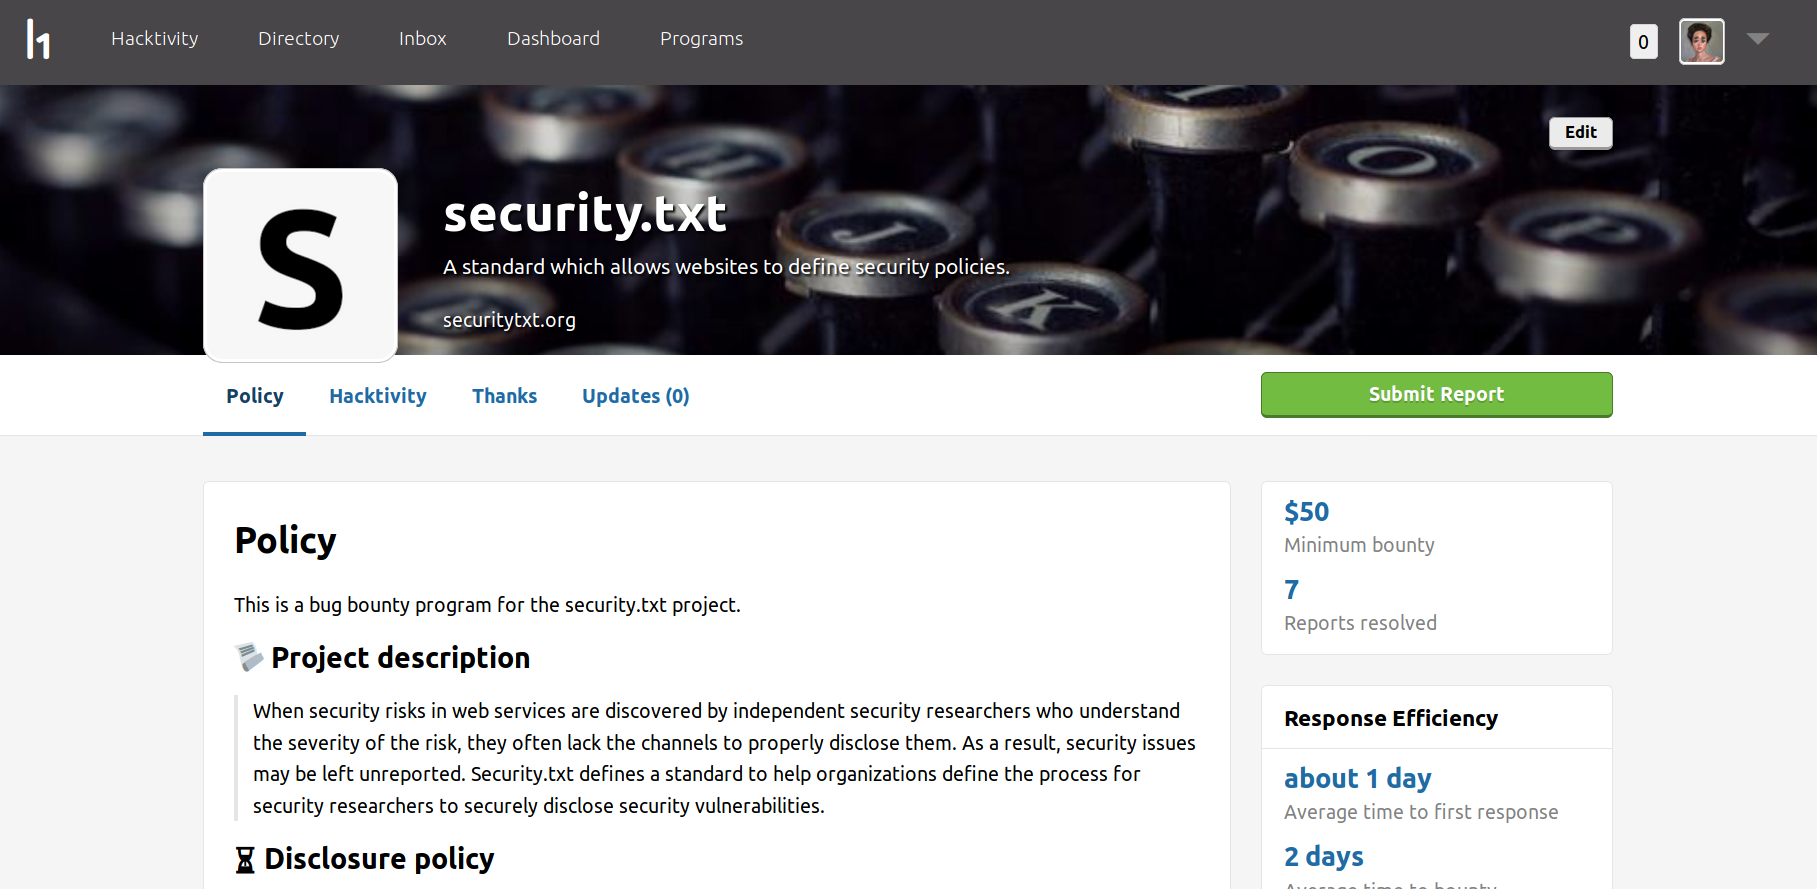 h1
Hacktivity Directory Inbox Dashboard Programs 0
Edit
J
O
P
K
S
security.txt
A standard which allows websites to define security policies.
securitytxt.org
Policy Hacktivity Thanks Updates (0) Submit Report
Policy
This is a bug bounty program for the security.txt project.
Project description
When security risks in web services are discovered by independent security researchers who understand
the severity of the risk, they often lack the channels to properly disclose them. As a result, security issues
may be left unreported. Security.txt defines a standard to help organizations define the process for
security researchers to securely disclose security vulnerabilities.
Disclosure policy
$50
Minimum bounty
7
Reports resolved
Response Efficiency
about 1 day
Average time to first response
2 days
Average time to bounty